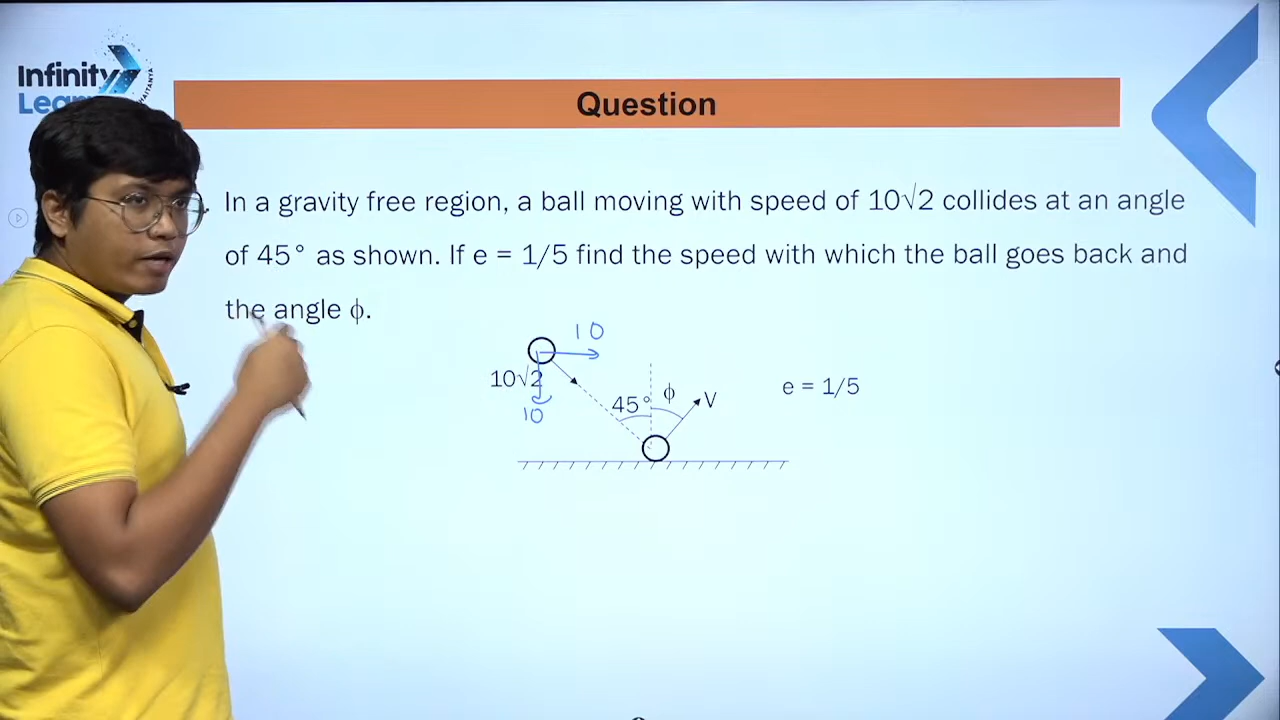 Infinity
Question
In a gravity free region, a ball moving with speed of 10√2 collides at an angle
of 45° as shown. If e = 1/5 find the speed with which the ball goes back and
the angle ϕ.
10
10√2
10
45°
ϕ
V
e = 1/5